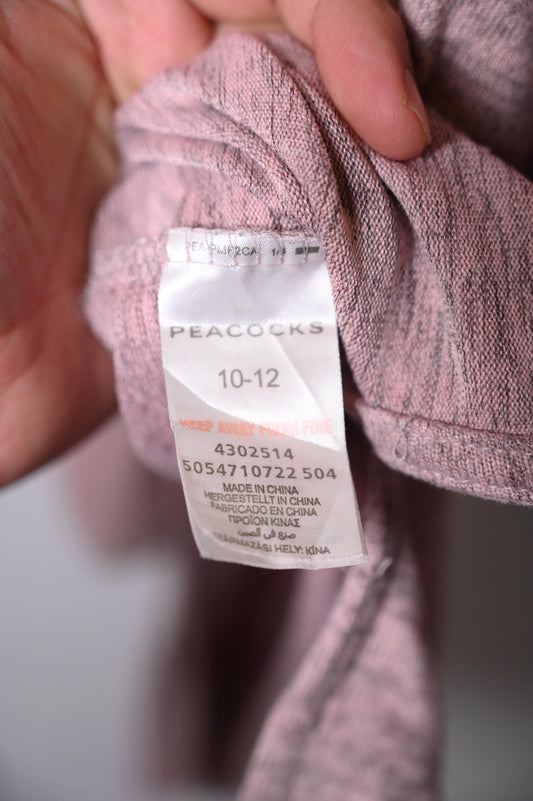 PEACOCKS
10-12
KEEP AWAY FROM FIRE
4302514
5054710722 504
MADE IN CHINA
HERGESTELLT IN CHINA
FABRICADO EN CHINA
ΠΡΟΪΟΝ ΚΙΝΑΣ
صنع في الصين
SZÁRMAZÁSI HELY: KÍNA